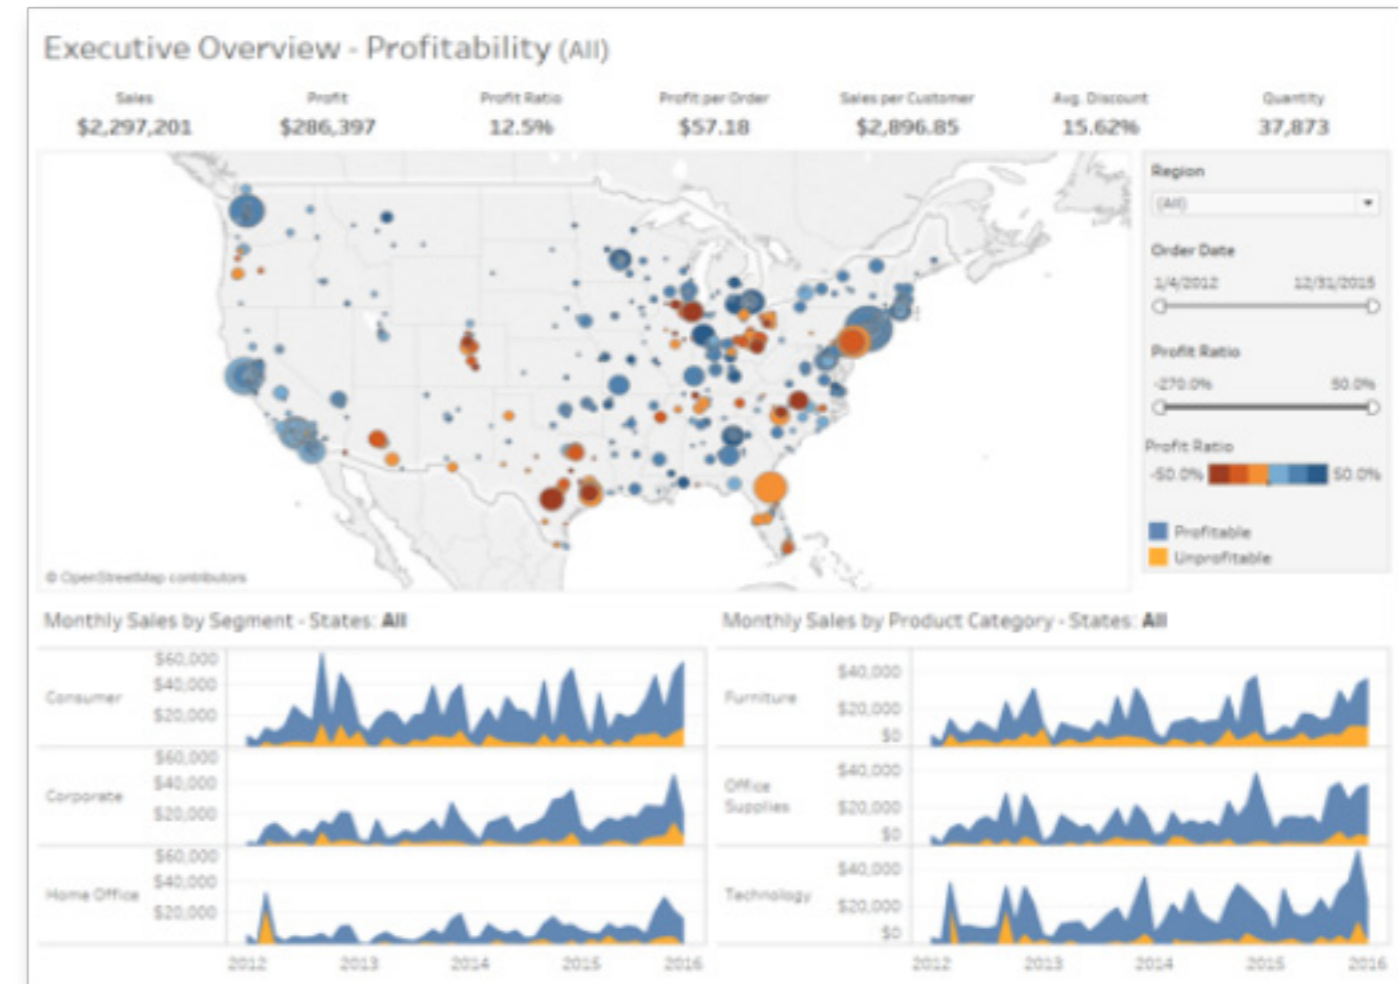 Executive Overview - Profitability (All)
Sales Profit Profit Ratio Profit per Order Sales per Customer Avg. Discount Quantity
$2,297,201 $286,397 12.5% $57.18 $2,896.85 15.62% 37,873
Region
(All)
Order Date
1/4/2012 12/31/2015
Profit Ratio
-270.0% 50.0%
Profit Ratio
-50.0% 50.0%
Profitable
Unprofitable
© OpenStreetMap contributors
Monthly Sales by Segment - States: All
Consumer
$60,000
$40,000
$20,000
Corporate
$60,000
$40,000
$20,000
Home Office
$60,000
$40,000
$20,000
2012 2013 2014 2015 2016
Monthly Sales by Product Category - States: All
Furniture
$40,000
$20,000
$0
Office
Supplies
$40,000
$20,000
$0
Technology
$40,000
$20,000
$0
2012 2013 2014 2015 2016